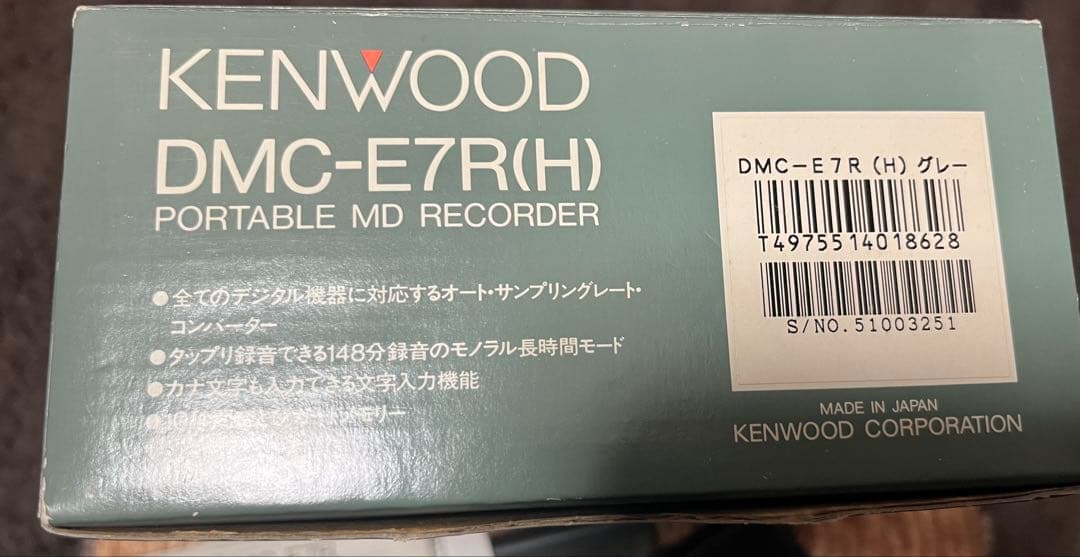 KENWOOD
DMC-E7R(H)
PORTABLE MD RECORDER
●全てのデジタル機器に対応するオート・サンプリングレート・
コンバーター
●タップリ録音できる148分録音のモノラル長時間モード
●カナ文字も入力できる文字入力機能
メモリー
DMC-E7R (H) グレー
T4975514018628
S/NO. 51003251
MADE IN JAPAN
KENWOOD CORPORATION